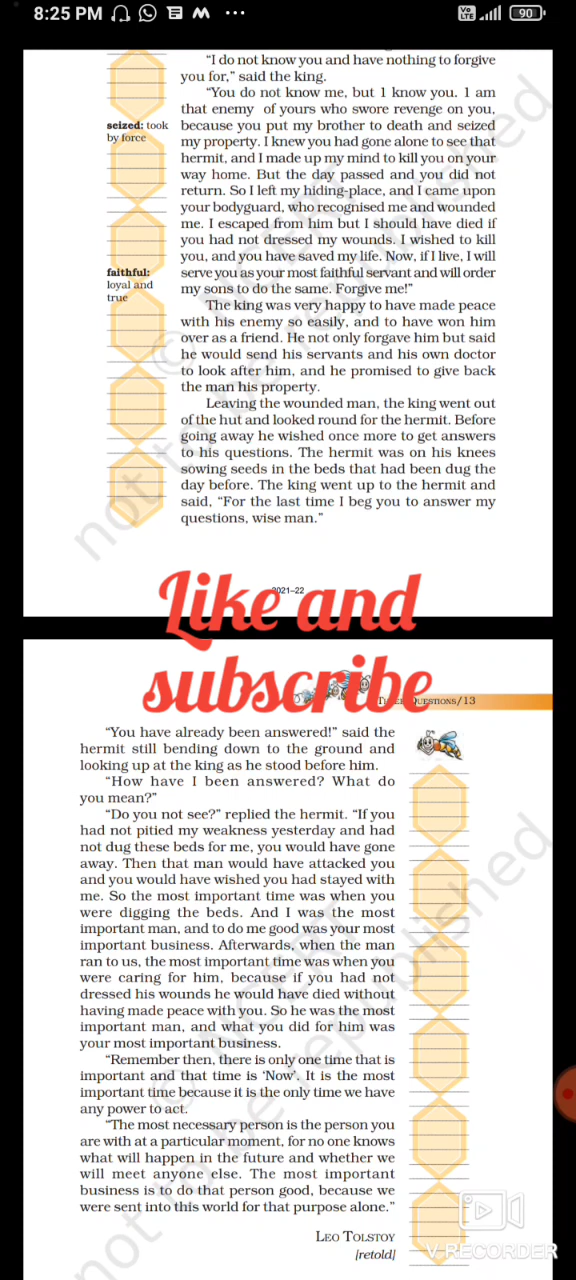 8:25 PM
Vo LTE 90
"I do not know you and have nothing to forgive
you for," said the king.
"You do not know me, but 1 know you. 1 am
that enemy of yours who swore revenge on you,
seized: took because you put my brother to death and seized
by force my property. I knew you had gone alone to see that
hermit, and I made up my mind to kill you on your
way home. But the day passed and you did not
return. So I left my hiding-place, and I came upon
your bodyguard, who recognised me and wounded
me. I escaped from him but I should have died if
you had not dressed my wounds. I wished to kill
you, and you have saved my life. Now, if I live, I will
faithful: serve you as your most faithful servant and will order
loyal and my sons to do the same. Forgive me!"
true The king was very happy to have made peace
with his enemy so easily, and to have won him
over as a friend. He not only forgave him but said
he would send his servants and his own doctor
to look after him, and he promised to give back
the man his property.
Leaving the wounded man, the king went out
of the hut and looked round for the hermit. Before
going away he wished once more to get answers
to his questions. The hermit was on his knees
sowing seeds in the beds that had been dug the
day before. The king went up to the hermit and
said, "For the last time I beg you to answer my
questions, wise man."
© NCERT
not to be republished
2021–22
Like and
subscribe
Questions/13
"You have already been answered!" said the
hermit still bending down to the ground and
looking up at the king as he stood before him.
"How have I been answered? What do
you mean?"
"Do you not see?" replied the hermit. "If you
had not pitied my weakness yesterday and had
not dug these beds for me, you would have gone
away. Then that man would have attacked you
and you would have wished you had stayed with
me. So the most important time was when you
were digging the beds. And I was the most
important man, and to do me good was your most
important business. Afterwards, when the man
ran to us, the most important time was when you
were caring for him, because if you had not
dressed his wounds he would have died without
having made peace with you. So he was the most
important man, and what you did for him was
your most important business.
"Remember then, there is only one time that is
important and that time is 'Now'. It is the most
important time because it is the only time we have
any power to act.
"The most necessary person is the person you
are with at a particular moment, for no one knows
what will happen in the future and whether we
will meet anyone else. The most important
business is to do that person good, because we
were sent into this world for that purpose alone."
Leo Tolstoy
[retold]
© NCERT
not to be republished
V RECORDER